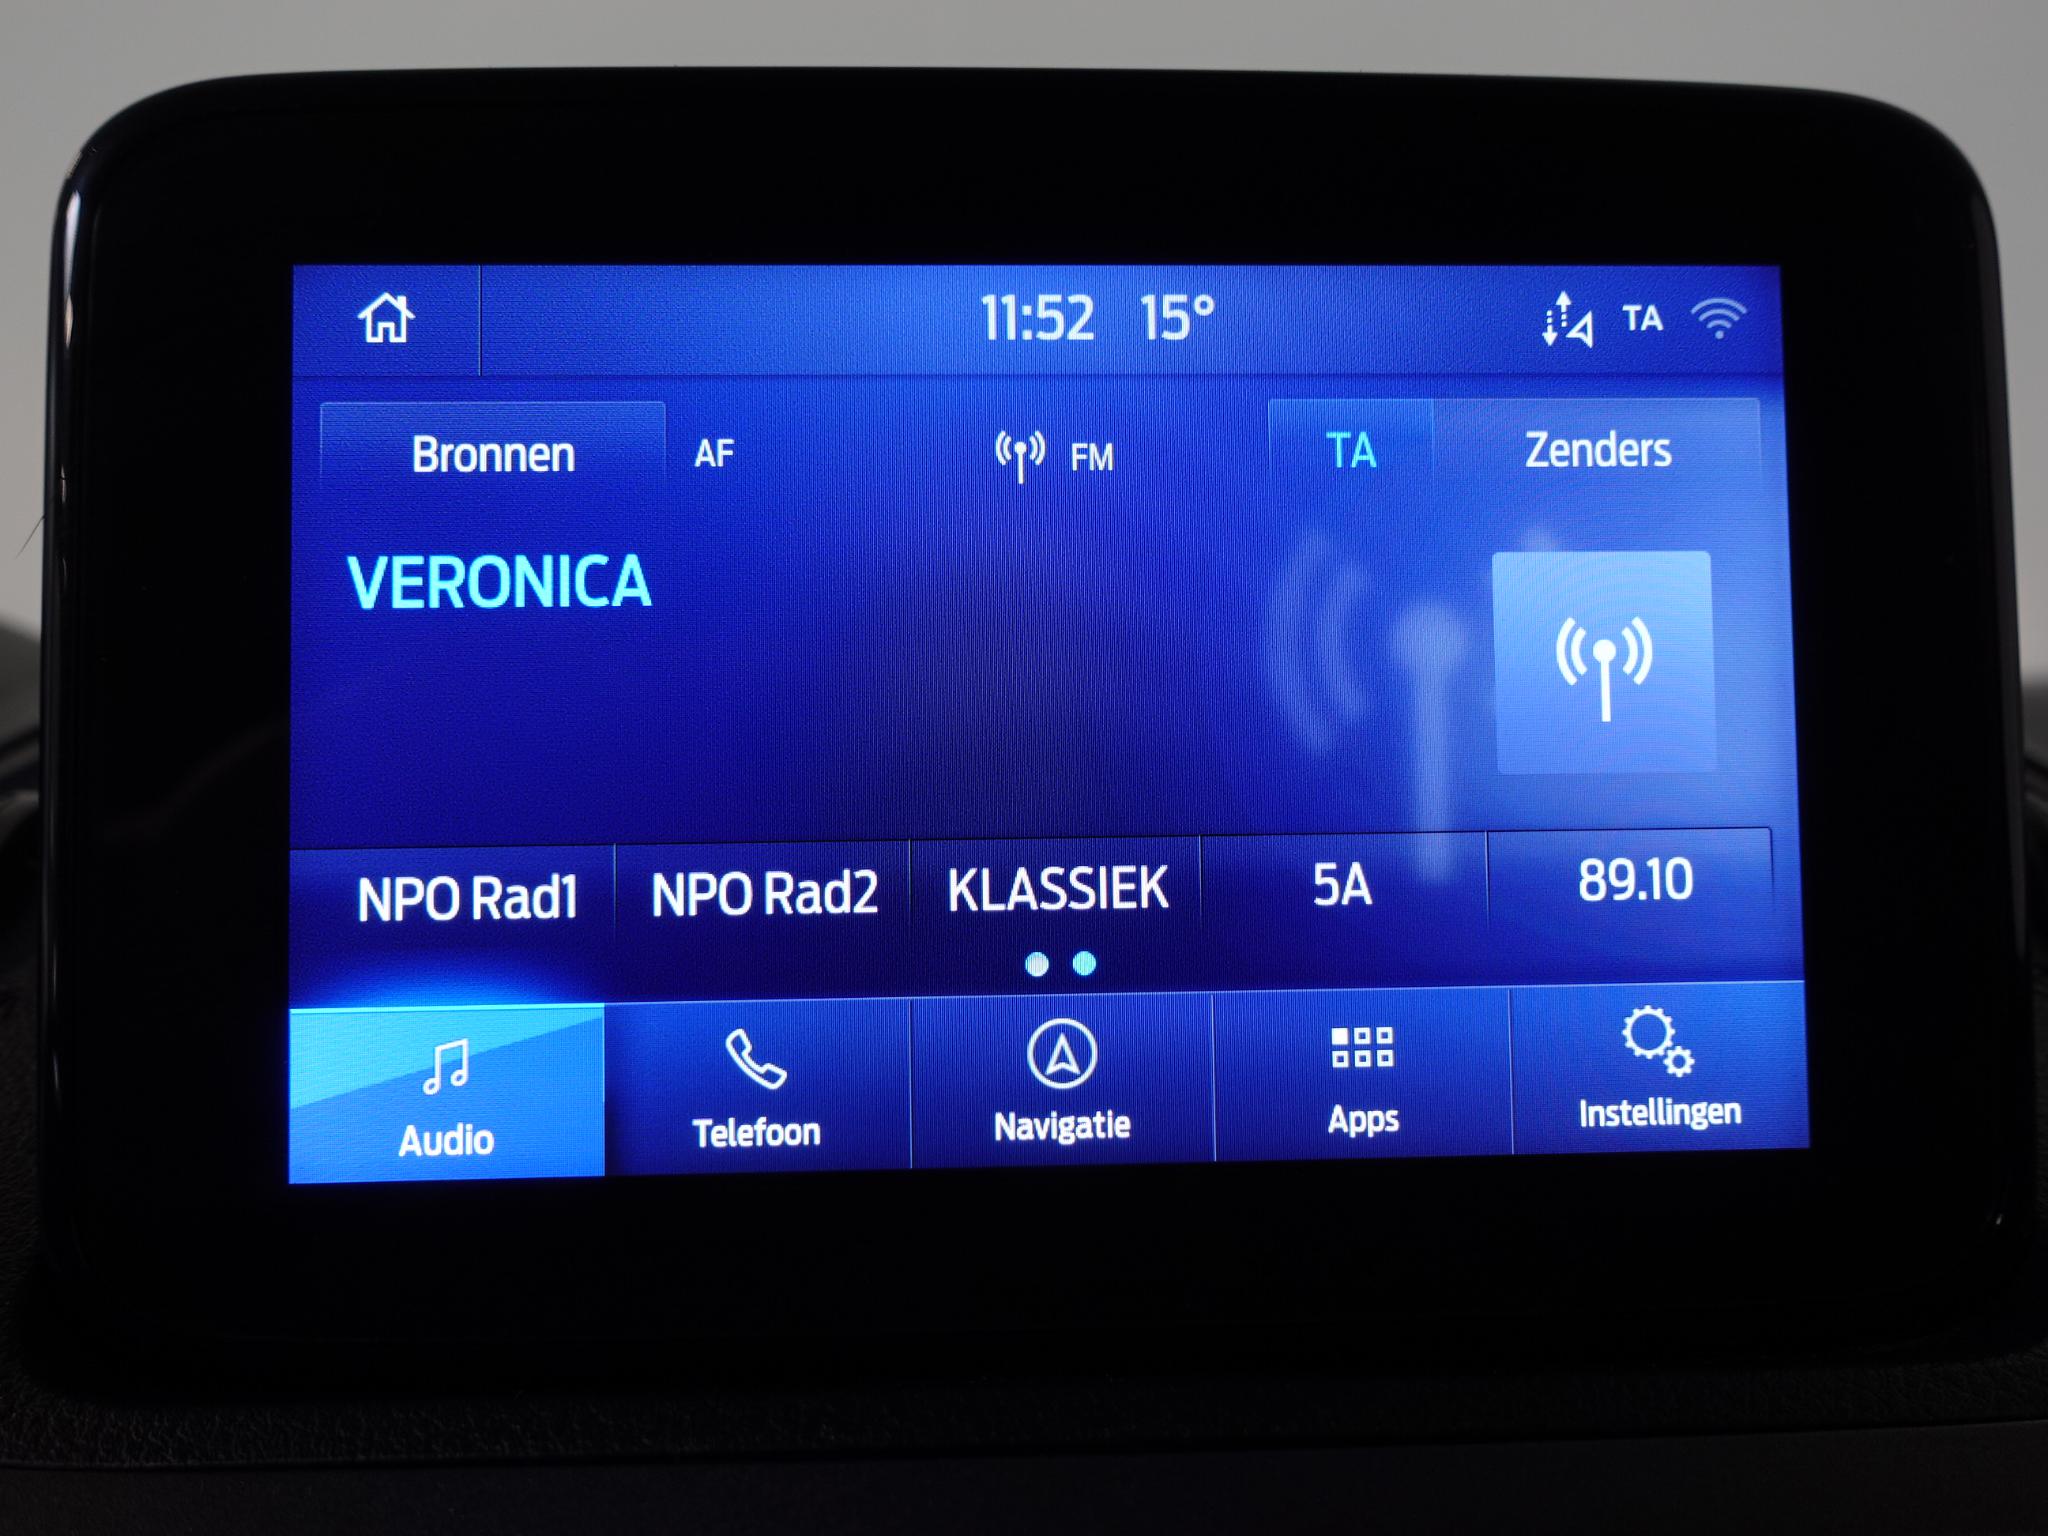 11:52 15° TA
Bronnen AF FM TA Zenders
VERONICA
NPO Rad1 NPO Rad2 KLASSIEK 5A 89.10
Audio Telefoon Navigatie Apps Instellingen